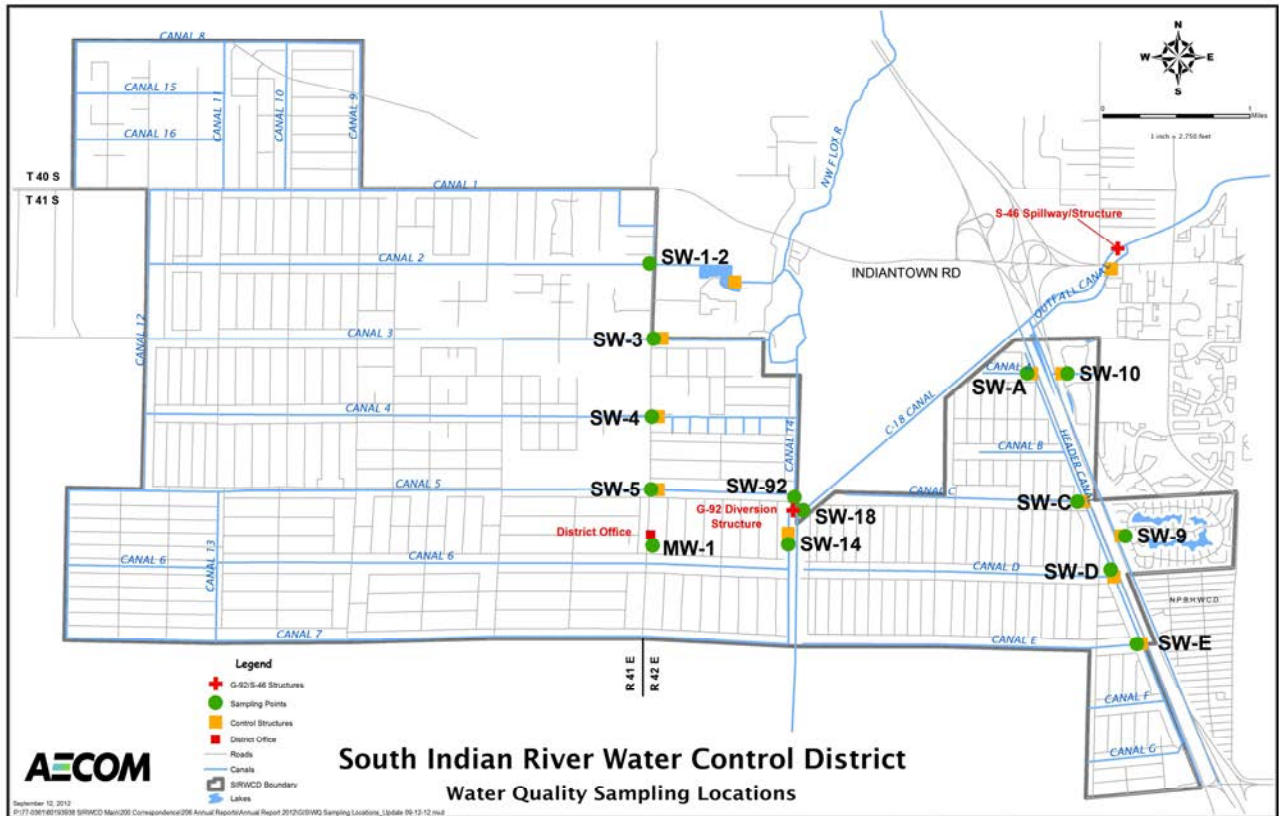 CANAL 8
N
W E
S
CANAL 15
CANAL 11
CANAL 10
CANAL 9
CANAL 16
0 1
Miles
1 inch = 2,750 feet
NW F LOX R
T 40 S
T 41 S
CANAL 1
S-46 Spillway/Structure
CANAL 2
SW-1-2
INDIANTOWN RD
OUTFALL CANAL
CANAL 12
CANAL 3
SW-3
CANAL A
SW-A
SW-10
CANAL 4
SW-4
CANAL 14
C-18 CANAL
HEADER CANAL
CANAL B
CANAL 5
SW-5
SW-92
CANAL C
SW-C
G-92 Diversion
Structure
SW-18
District Office
MW-1
SW-14
SW-9
CANAL 13
CANAL 6
CANAL 6
CANAL D
SW-D
N P B H W C D
CANAL 7
CANAL E
SW-E
R 41 E
R 42 E
CANAL F
CANAL G
Legend
G-92/S-46 Structures
Sampling Points
Control Structures
District Office
Roads
Canals
SIRWCD Boundary
Lakes
AECOM
South Indian River Water Control District
Water Quality Sampling Locations
September 12, 2012